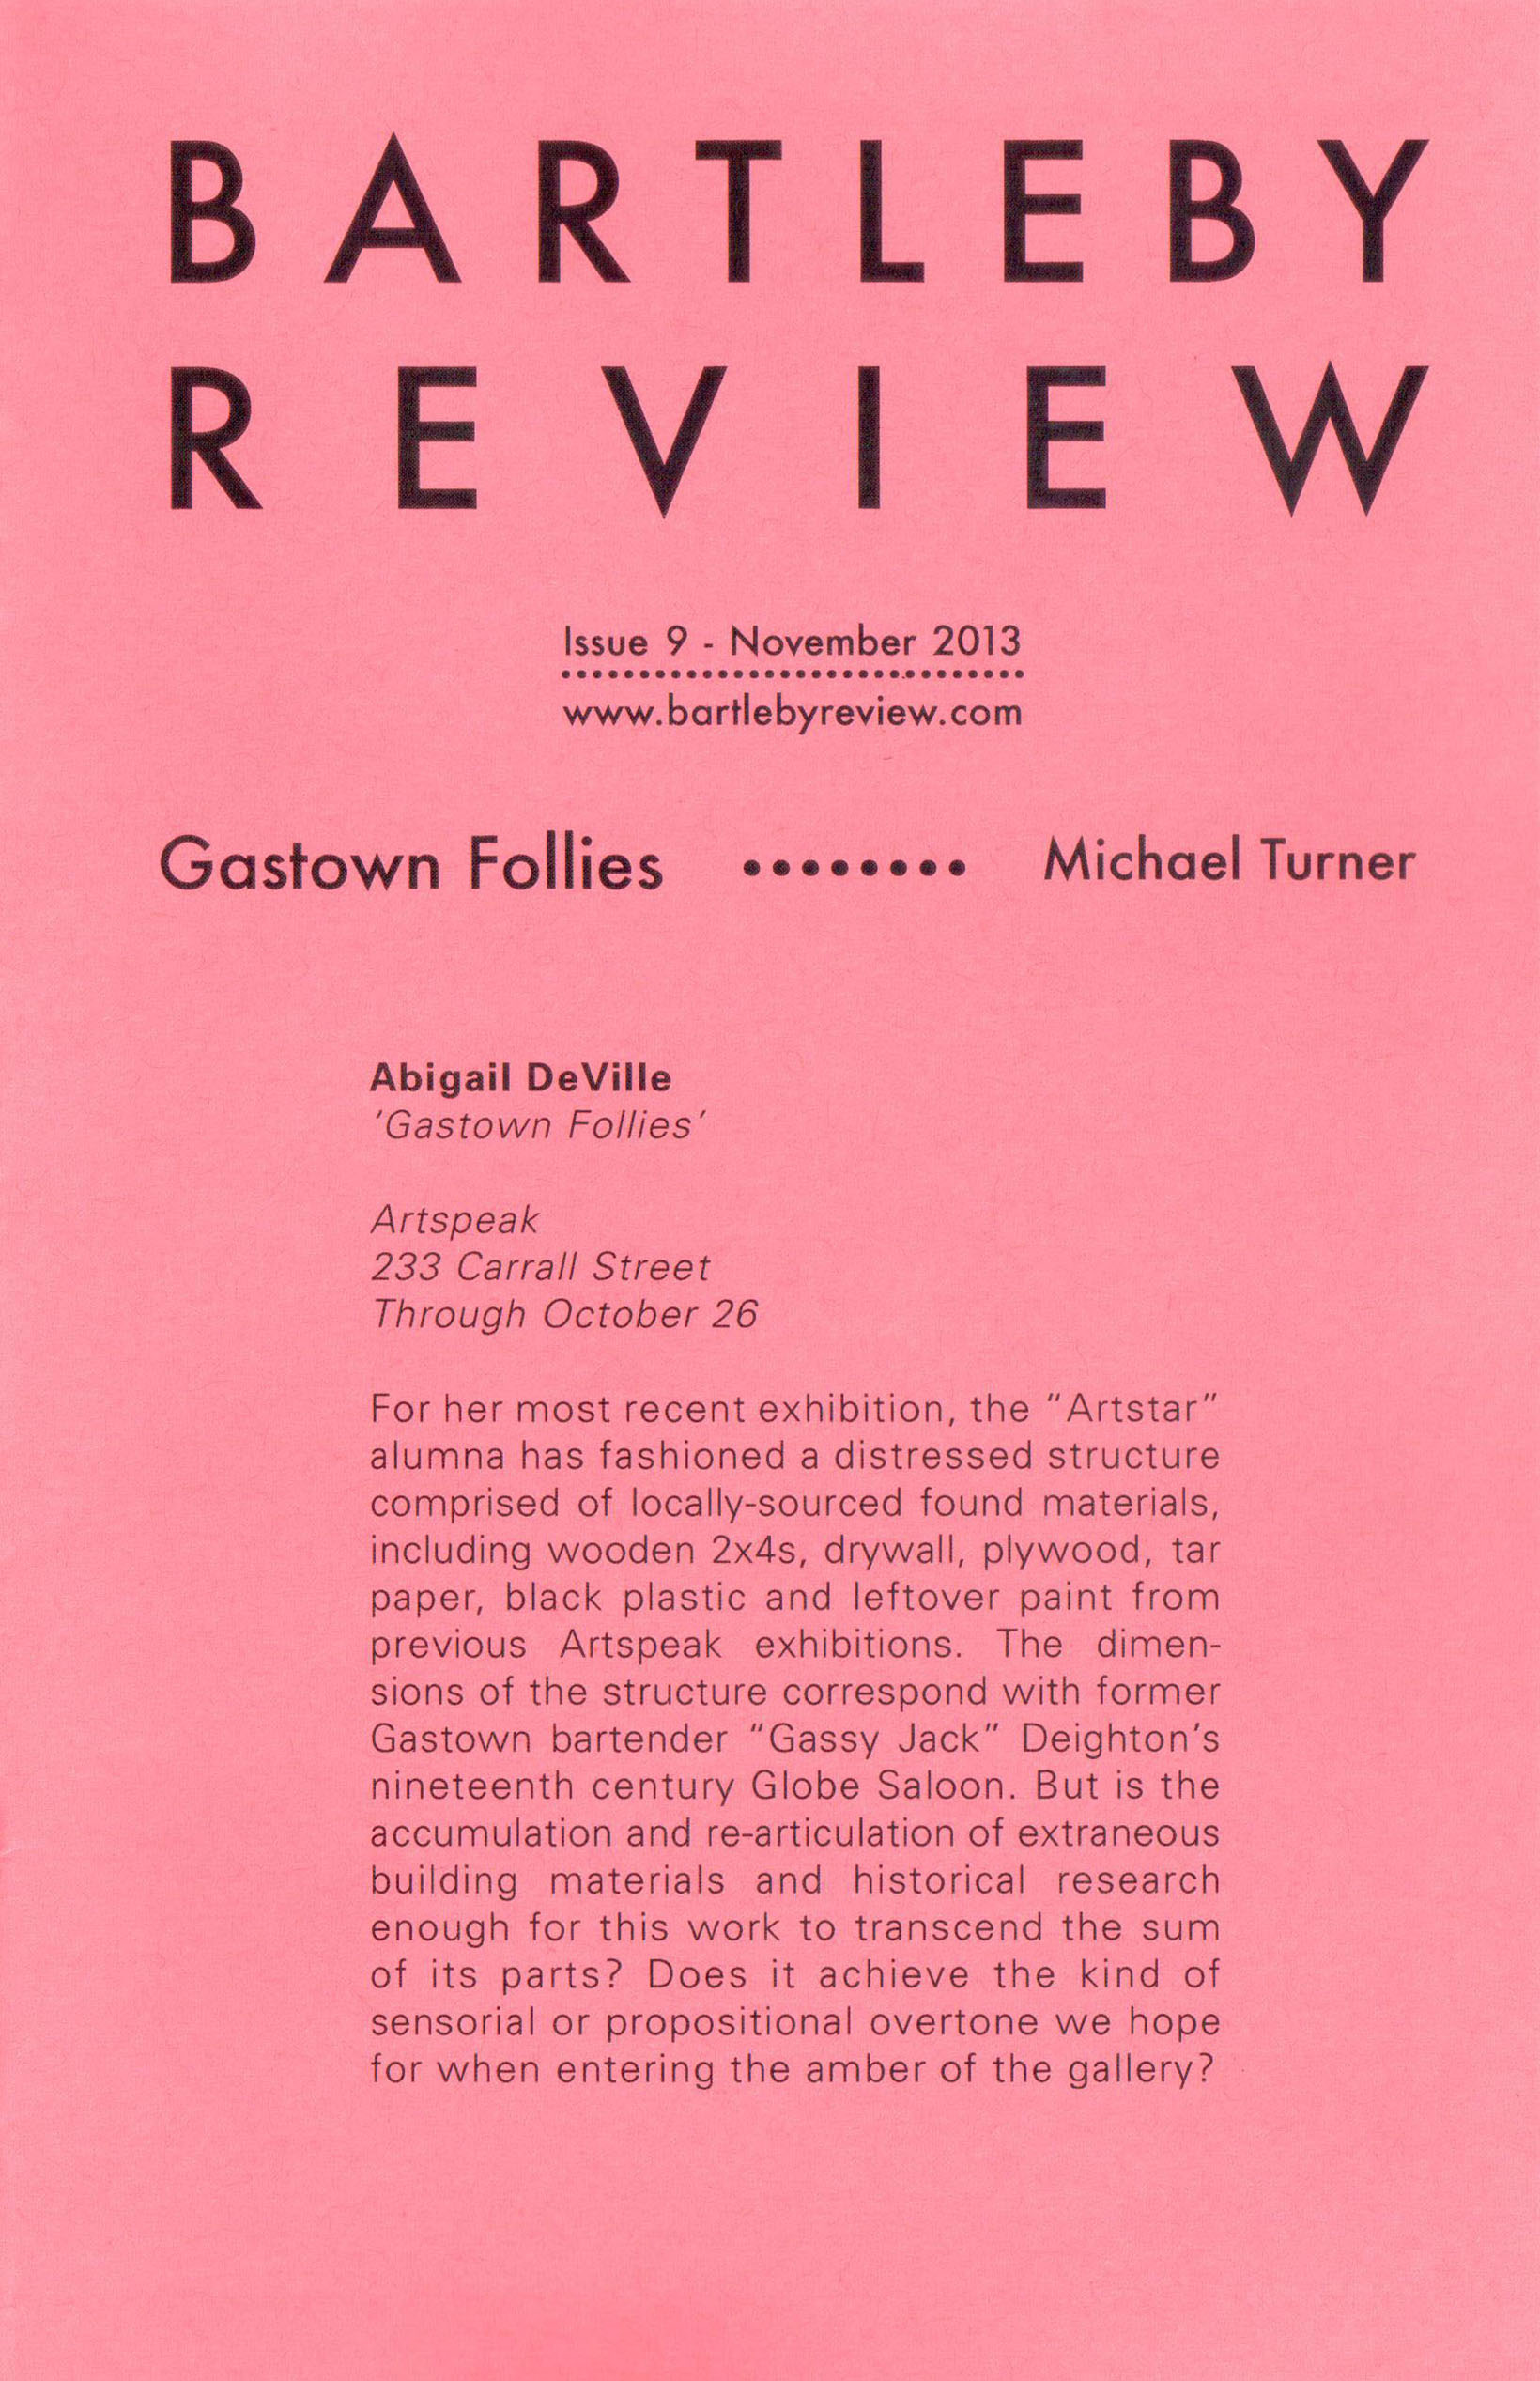 BARTLEBY
REVIEW
Issue 9 - November 2013
www.bartlebyreview.com
Gastown Follies ........ Michael Turner
Abigail DeVille
'Gastown Follies'
Artspeak
233 Carrall Street
Through October 26
For her most recent exhibition, the "Artstar"
alumna has fashioned a distressed structure
comprised of locally-sourced found materials,
including wooden 2x4s, drywall, plywood, tar
paper, black plastic and leftover paint from
previous Artspeak exhibitions. The dimen-
sions of the structure correspond with former
Gastown bartender "Gassy Jack" Deighton's
nineteenth century Globe Saloon. But is the
accumulation and re-articulation of extraneous
building materials and historical research
enough for this work to transcend the sum
of its parts? Does it achieve the kind of
sensorial or propositional overtone we hope
for when entering the amber of the gallery?